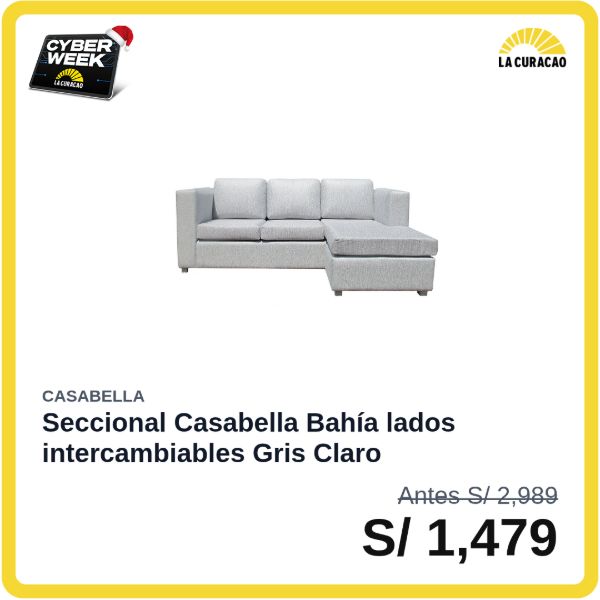 CYBER
WEEK
LA CURACAO
LA CURACAO
CASABELLA
Seccional Casabella Bahía lados
intercambiables Gris Claro
Antes S/ 2,989
S/ 1,479